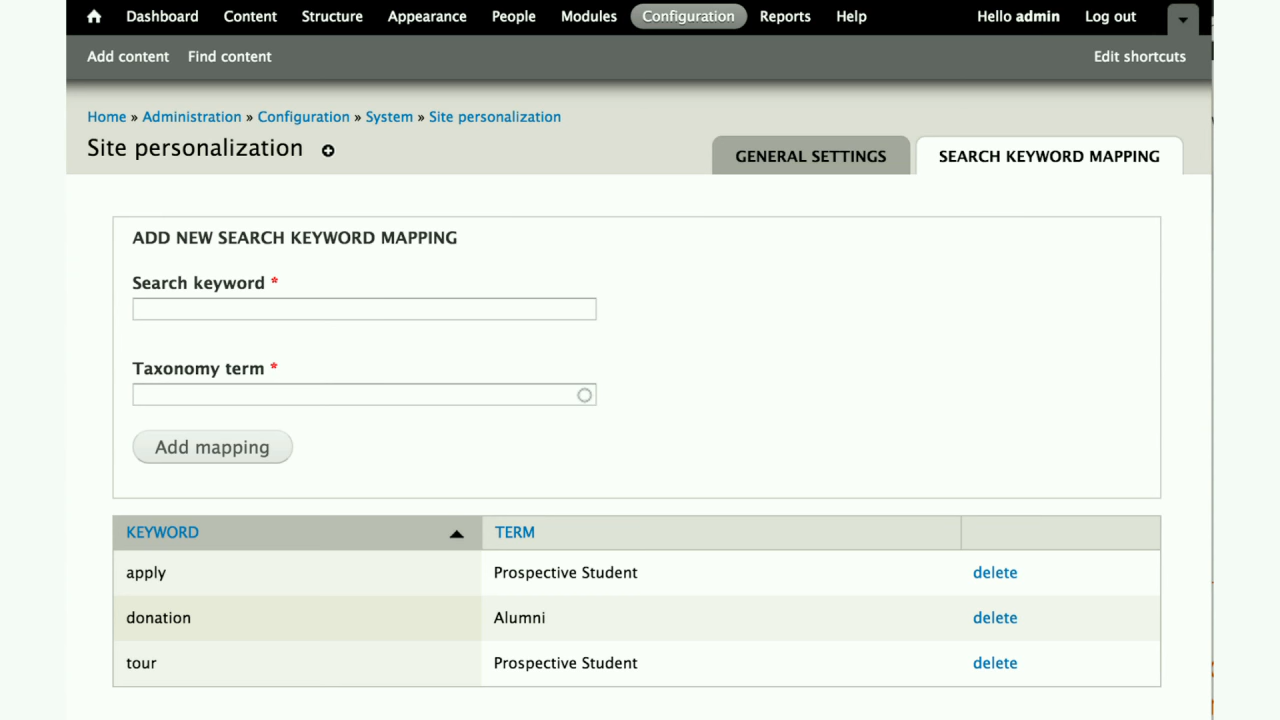 Dashboard Content Structure Appearance People Modules Configuration Reports Help Hello admin Log out
Add content Find content Edit shortcuts
Home » Administration » Configuration » System » Site personalization
Site personalization
GENERAL SETTINGS SEARCH KEYWORD MAPPING
ADD NEW SEARCH KEYWORD MAPPING
Search keyword *
Taxonomy term *
Add mapping
KEYWORD TERM
apply Prospective Student delete
donation Alumni delete
tour Prospective Student delete